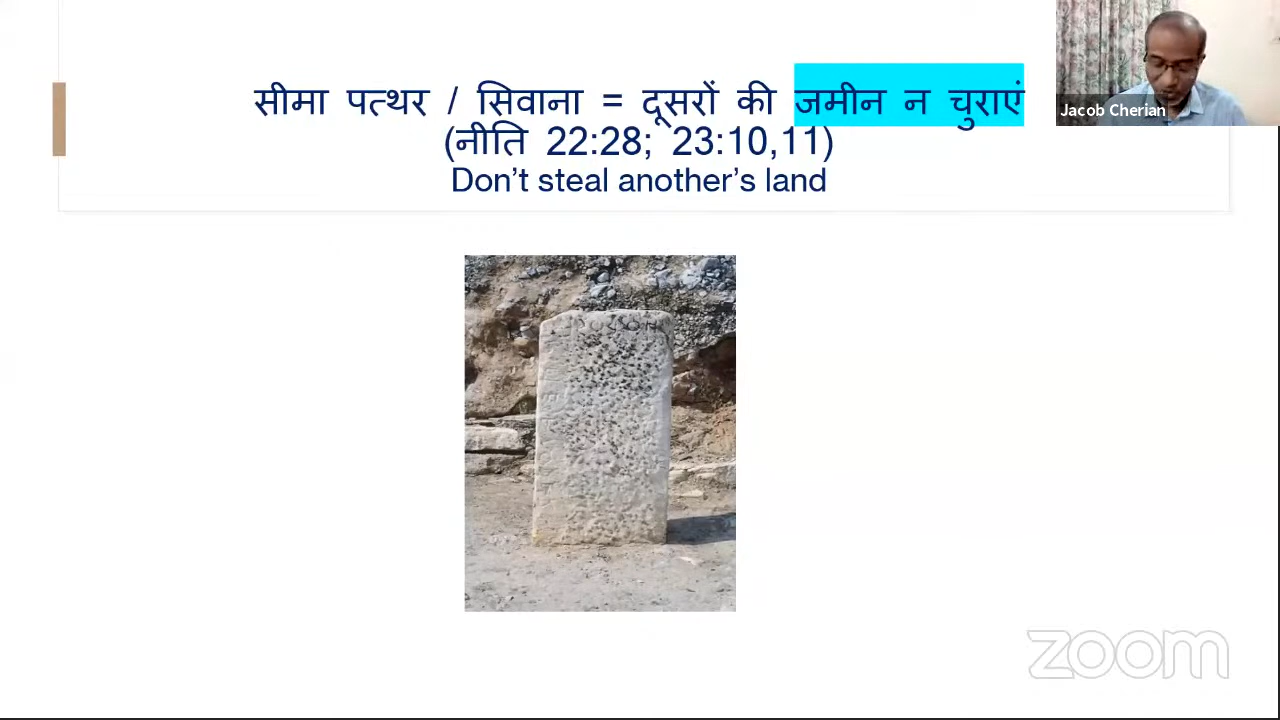 सीमा पत्थर / सिवाना = दूसरों की जमीन न चुराएं
(नीति 22:28; 23:10,11)
Don't steal another's land
Jacob Cherian
zoom